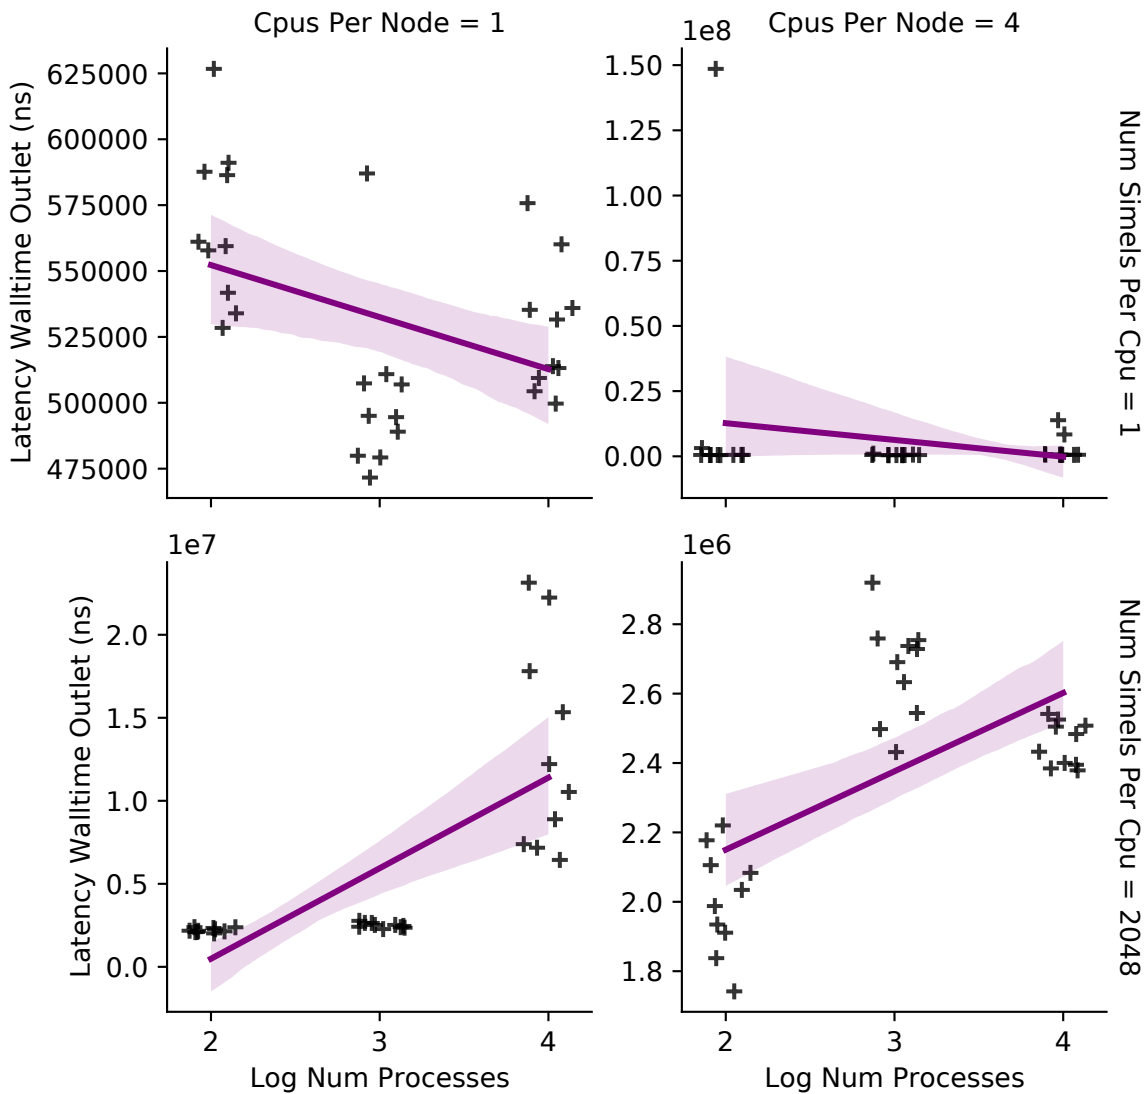 Cpus Per Node = 1
Cpus Per Node = 4
1e8
Latency Walltime Outlet (ns)
625000
600000
575000
550000
525000
500000
475000
1.50
1.25
1.00
0.75
0.50
0.25
0.00
Num Simels Per Cpu = 1
1e7
1e6
Latency Walltime Outlet (ns)
2.0
1.5
1.0
0.5
0.0
2.8
2.6
2.4
2.2
2.0
1.8
Num Simels Per Cpu = 2048
2
3
4
2
3
4
Log Num Processes
Log Num Processes